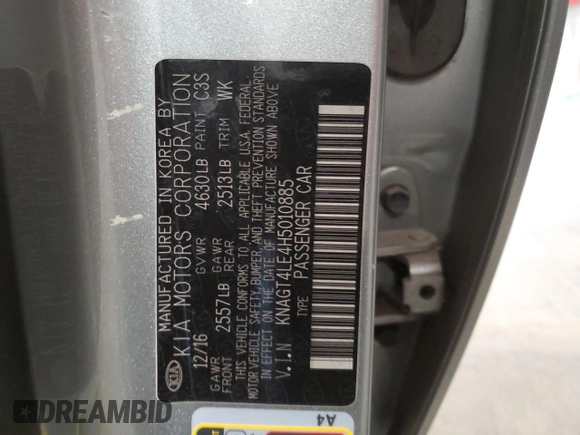 MANUFACTURED IN KOREA BY
KIA MOTORS CORPORATION
12/16 GVWR 4630LB PAINT C3S
GAWR FRONT 2557LB GAWR REAR 2513LB TRIM WK
THIS VEHICLE CONFORMS TO ALL APPLICABLE U.S.A. FEDERAL
MOTOR VEHICLE SAFETY, BUMPER, AND THEFT PREVENTION STANDARDS
IN EFFECT ON THE DATE OF MANUFACTURE SHOWN ABOVE
V.I.N KNAGT4LE4H5010885
TYPE PASSENGER CAR
KIA
A4
DREAMBID